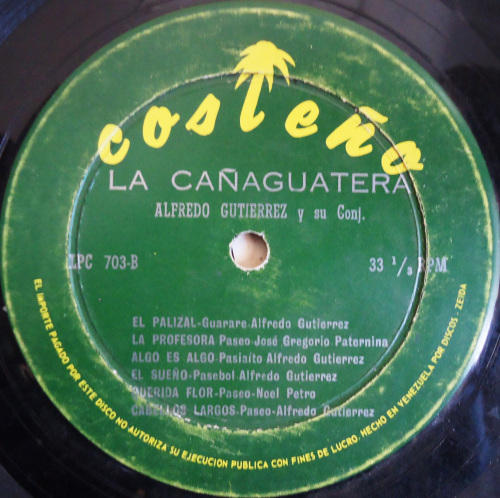 costeño
LA CAÑAGUATERA
ALFREDO GUTIERREZ y su Conj.
LPC 703-B
33 1/3 RPM
EL PALIZAL-Guarare-Alfredo Gutierrez
LA PROFESORA Paseo-José Gregorio Paternina
ALGO ES ALGO-Pasiaito Alfredo Gutierrez
EL SUEÑO-Pasebol Alfredo Gutierrez
QUERIDA FLOR-Paseo-Noel Petro
CABELLOS LARGOS-Paseo-Alfredo Gutierrez
EL IMPORTE PAGADO POR ESTE DISCO NO AUTORIZA SU EJECUCION PUBLICA CON FINES DE LUCRO. HECHO EN VENEZUELA POR DISCOS - ZEIDA